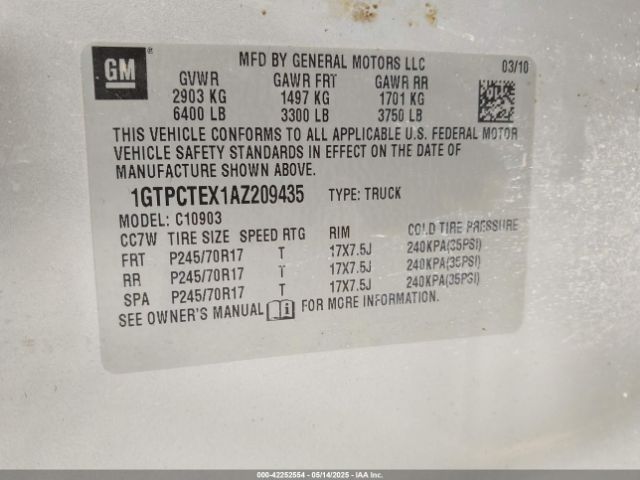 GM
MFD BY GENERAL MOTORS LLC 03/10
GVWR GAWR FRT GAWR RR
2903 KG 1497 KG 1701 KG
6400 LB 3300 LB 3750 LB
THIS VEHICLE CONFORMS TO ALL APPLICABLE U.S. FEDERAL MOTOR
VEHICLE SAFETY STANDARDS IN EFFECT ON THE DATE OF
MANUFACTURE SHOWN ABOVE.
1GTPCTEX1AZ209435 TYPE: TRUCK
MODEL: C10903
CC7W TIRE SIZE SPEED RTG RIM COLD TIRE PRESSURE
FRT P245/70R17 T 17X7.5J 240KPA(35PSI)
RR P245/70R17 T 17X7.5J 240KPA(35PSI)
SPA P245/70R17 T 17X7.5J 240KPA(35PSI)
SEE OWNER'S MANUAL i FOR MORE INFORMATION.
000-42252554 - 05/14/2025 - IAAI.COM